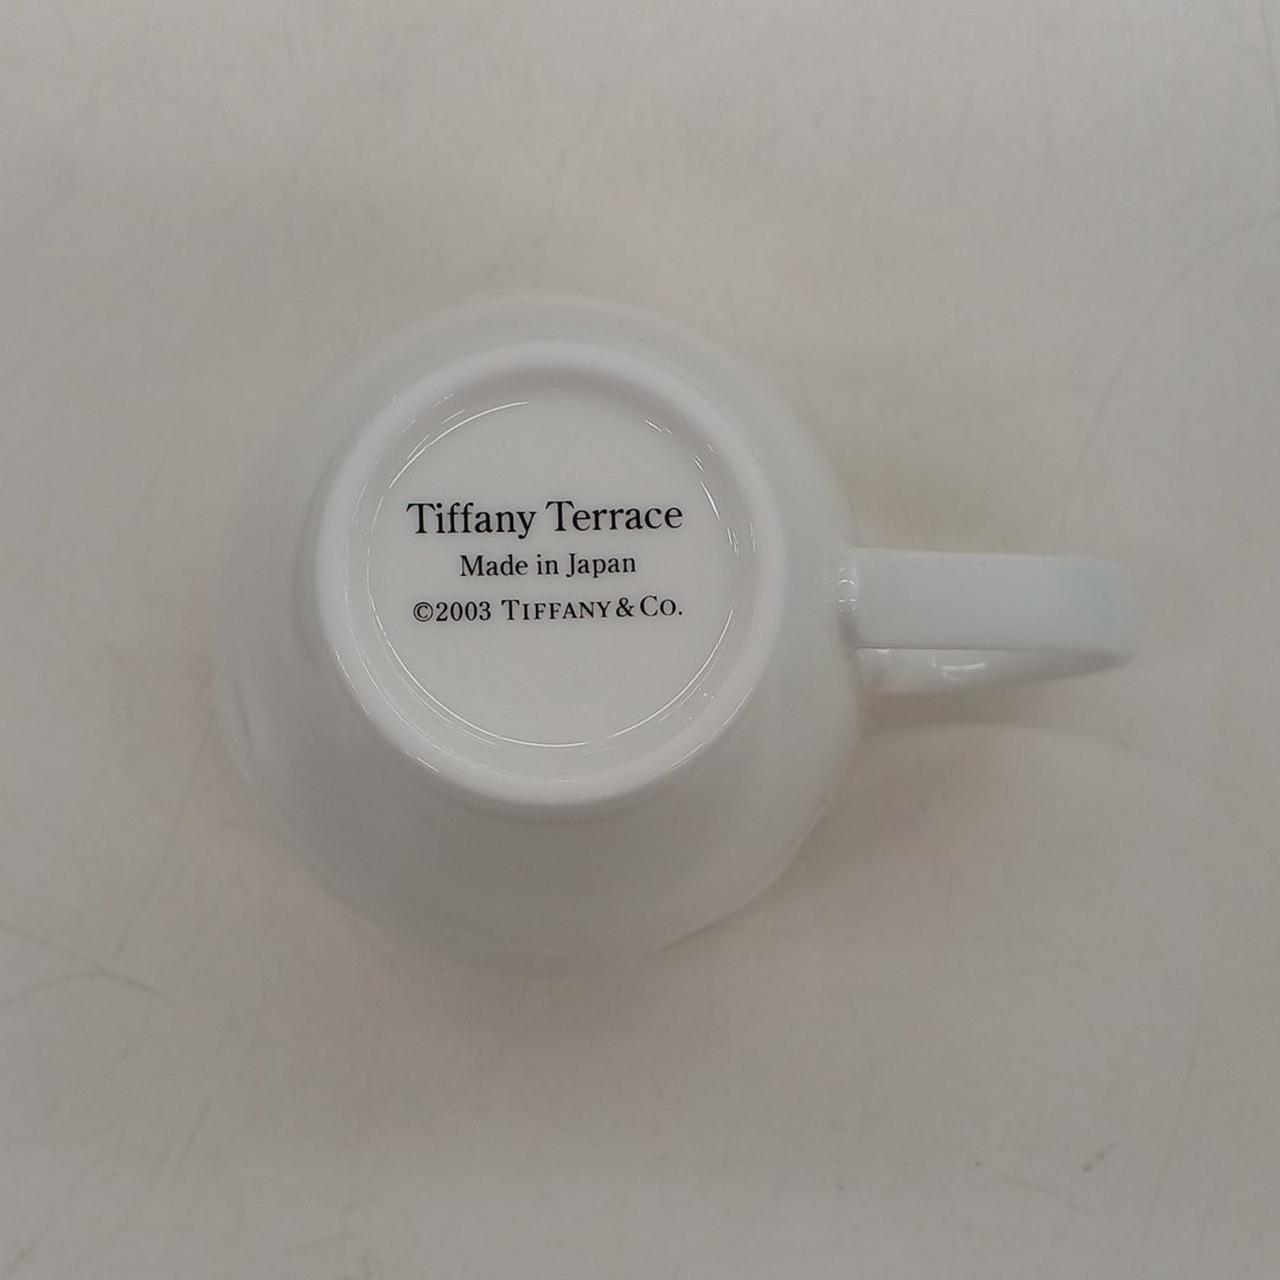 Tiffany Terrace
Made in Japan
©2003 TIFFANY & CO.